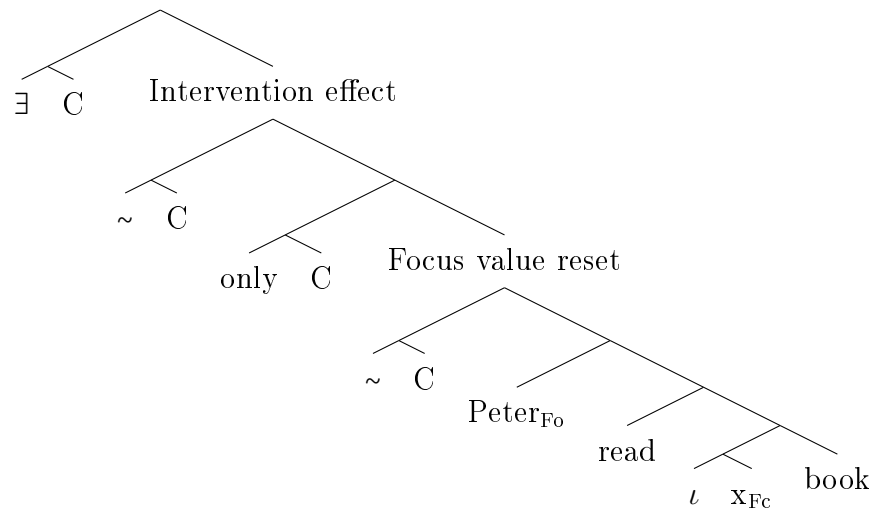 ∃ C Intervention effect
~ C
only C Focus value reset
~ C
Peter_Fo
read
ι x_Fc book